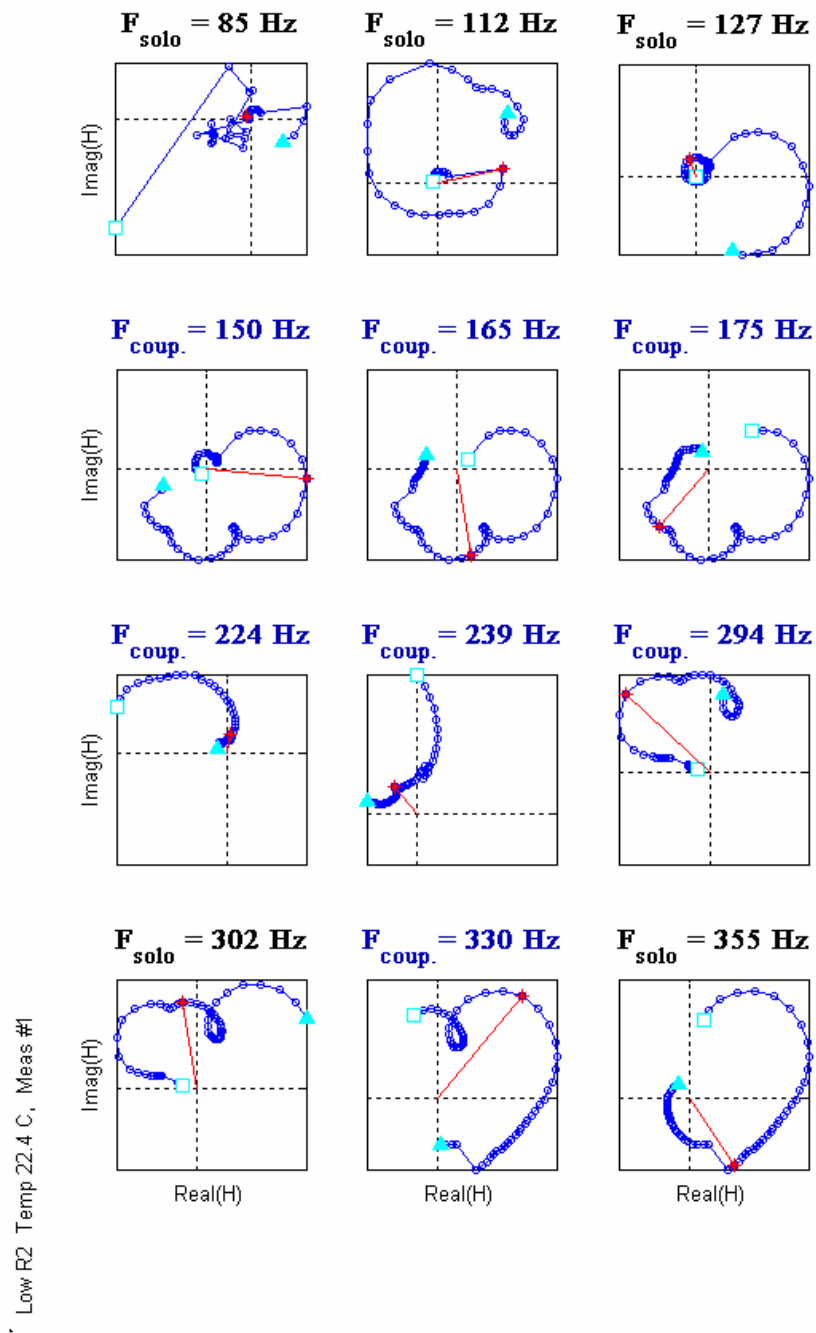 F_solo = 85 Hz
F_solo = 112 Hz
F_solo = 127 Hz
Imag(H)
F_coup. = 150 Hz
F_coup. = 165 Hz
F_coup. = 175 Hz
Imag(H)
F_coup. = 224 Hz
F_coup. = 239 Hz
F_coup. = 294 Hz
Imag(H)
F_solo = 302 Hz
F_coup. = 330 Hz
F_solo = 355 Hz
Imag(H)
Real(H)
Real(H)
Real(H)
Low R2 Temp 22.4 C, Meas #1